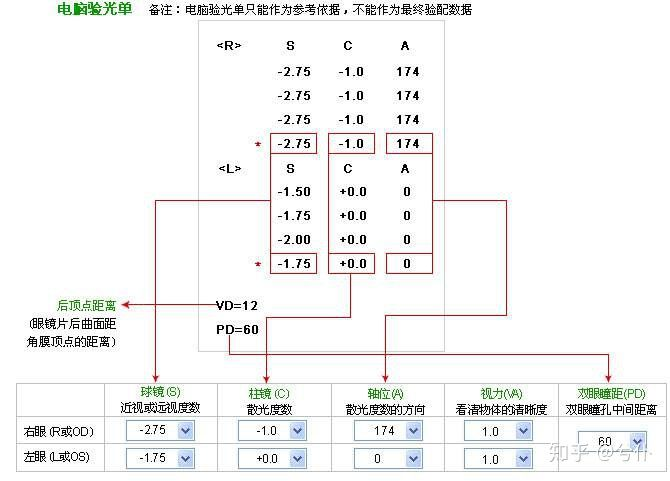 电脑验光单 备注：电脑验光单只能作为参考依据，不能作为最终验配数据
<R> S C A
-2.75 -1.0 174
-2.75 -1.0 174
-2.75 -1.0 174
* -2.75 -1.0 174
<L> S C A
-1.50 +0.0 0
-1.75 +0.0 0
-2.00 +0.0 0
* -1.75 +0.0 0
后顶点距离
(眼镜片后曲面距
角膜顶点的距离)
VD=12
PD=60
球镜(S) 柱镜(C) 轴位(A) 视力(VA) 双眼瞳距(PD)
近视或远视度数 散光度数 散光度数的方向 看诸物体的清晰度 双眼瞳孔中间距离
右眼(R或OD) -2.75 -1.0 174 1.0 60
左眼(L或OS) -1.75 +0.0 0 1.0
知乎 @兮仆